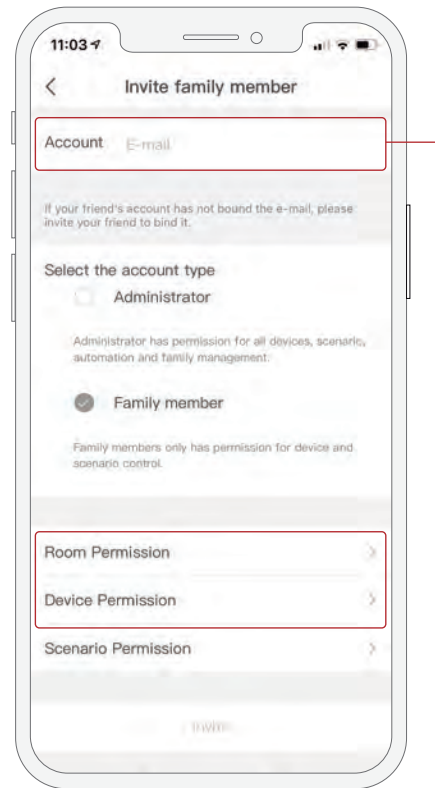 11:03
Invite family member
Account E-mail
If your friend's account has not bound the e-mail, please
invite your friend to bind it.
Select the account type
Administrator
Administrator has permission for all devices, scenario,
automation and family management.
Family member
Family members only has permission for device and
scenario control.
Room Permission
Device Permission
Scenario Permission
Invite